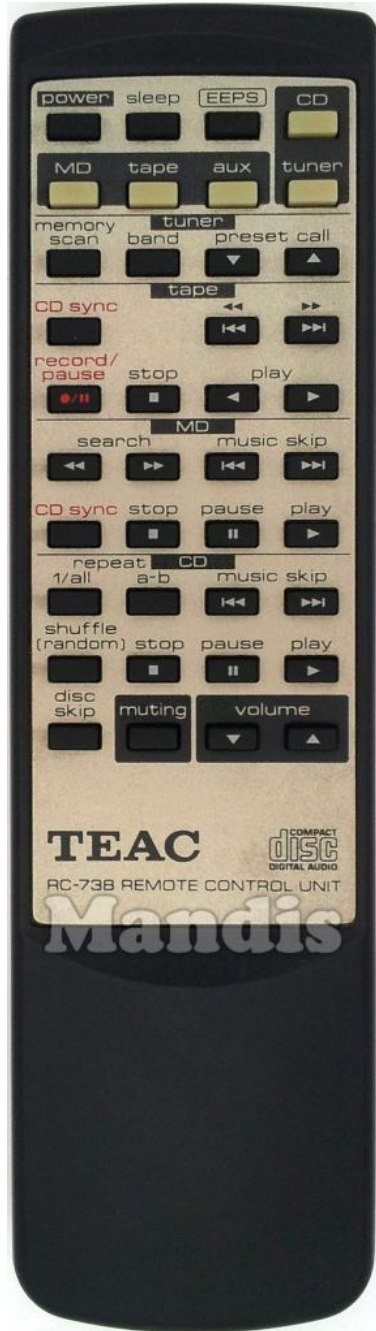 power sleep EEPS CD
MD tape aux tuner
tuner
memory
scan band preset call
tape
CD sync ◀◀ ▶▶
record/
pause stop play
MD
search music skip
CD sync stop pause play
repeat CD
1/all a-b music skip
shuffle
(random) stop pause play
disc
skip muting volume
TEAC COMPACT
disc
DIGITAL AUDIO
RC-738 REMOTE CONTROL UNIT
Mandis